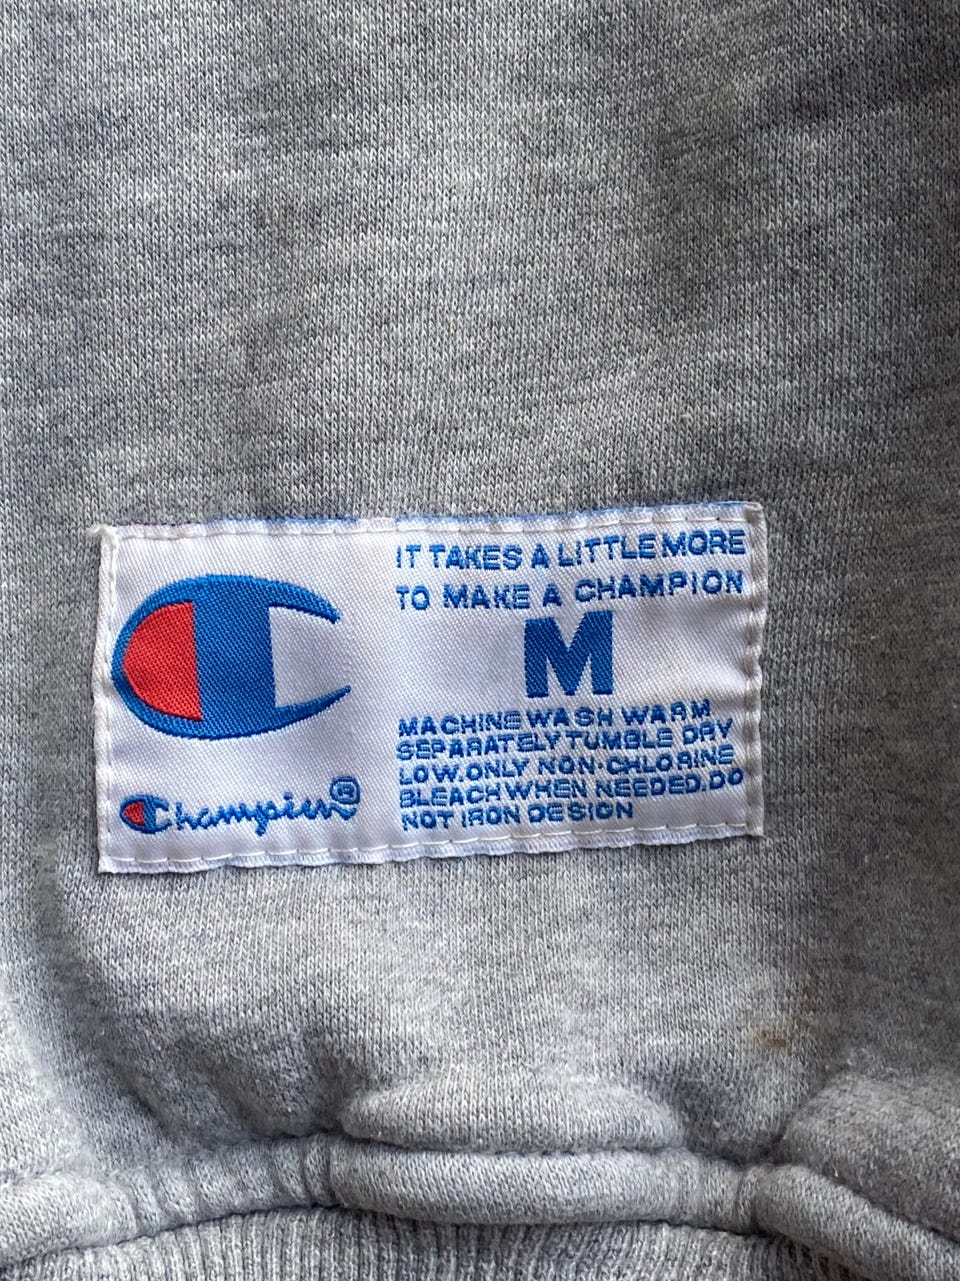 IT TAKES A LITTLE MORE
TO MAKE A CHAMPION
M
MACHINE WASH WARM
SEPARATELY TUMBLE DRY
LOW.ONLY NON-CHLORINE
BLEACH WHEN NEEDED.DO
NOT IRON DESIGN
Champion®